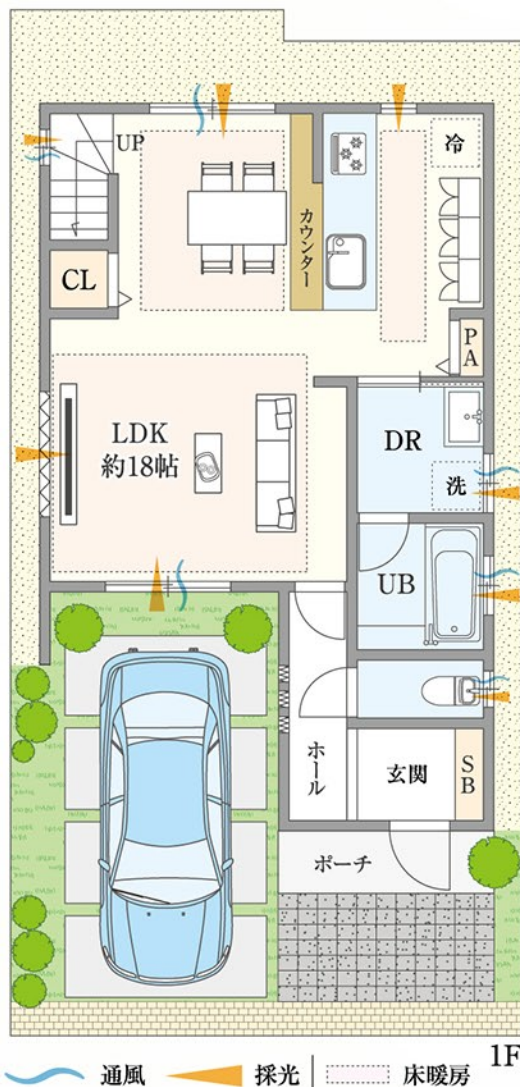 UP
冷
カウンター
CL
PA
LDK
約18帖
DR
洗
UB
ホール
玄関
SB
ポーチ
1F
通風
採光
床暖房